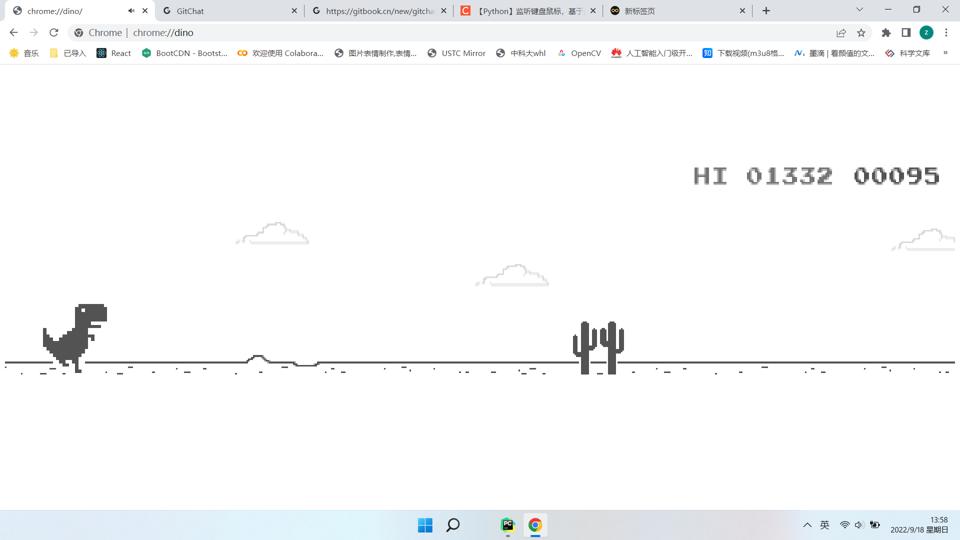 chrome://dino/
GitChat
https://gitbook.cn/new/gitcha
【Python】监听键盘鼠标，基于
新标签页
Chrome | chrome://dino
z
音乐
已导入
React
BootCDN - Bootst...
欢迎使用 Colabora...
图片表情制作,表情...
USTC Mirror
中科大whl
OpenCV
人工智能入门级开...
下载视频(m3u8格...
墨滴 | 看颜值的文...
科学文库
»
HI 01332 00095
英
13:58
2022/9/18 星期日